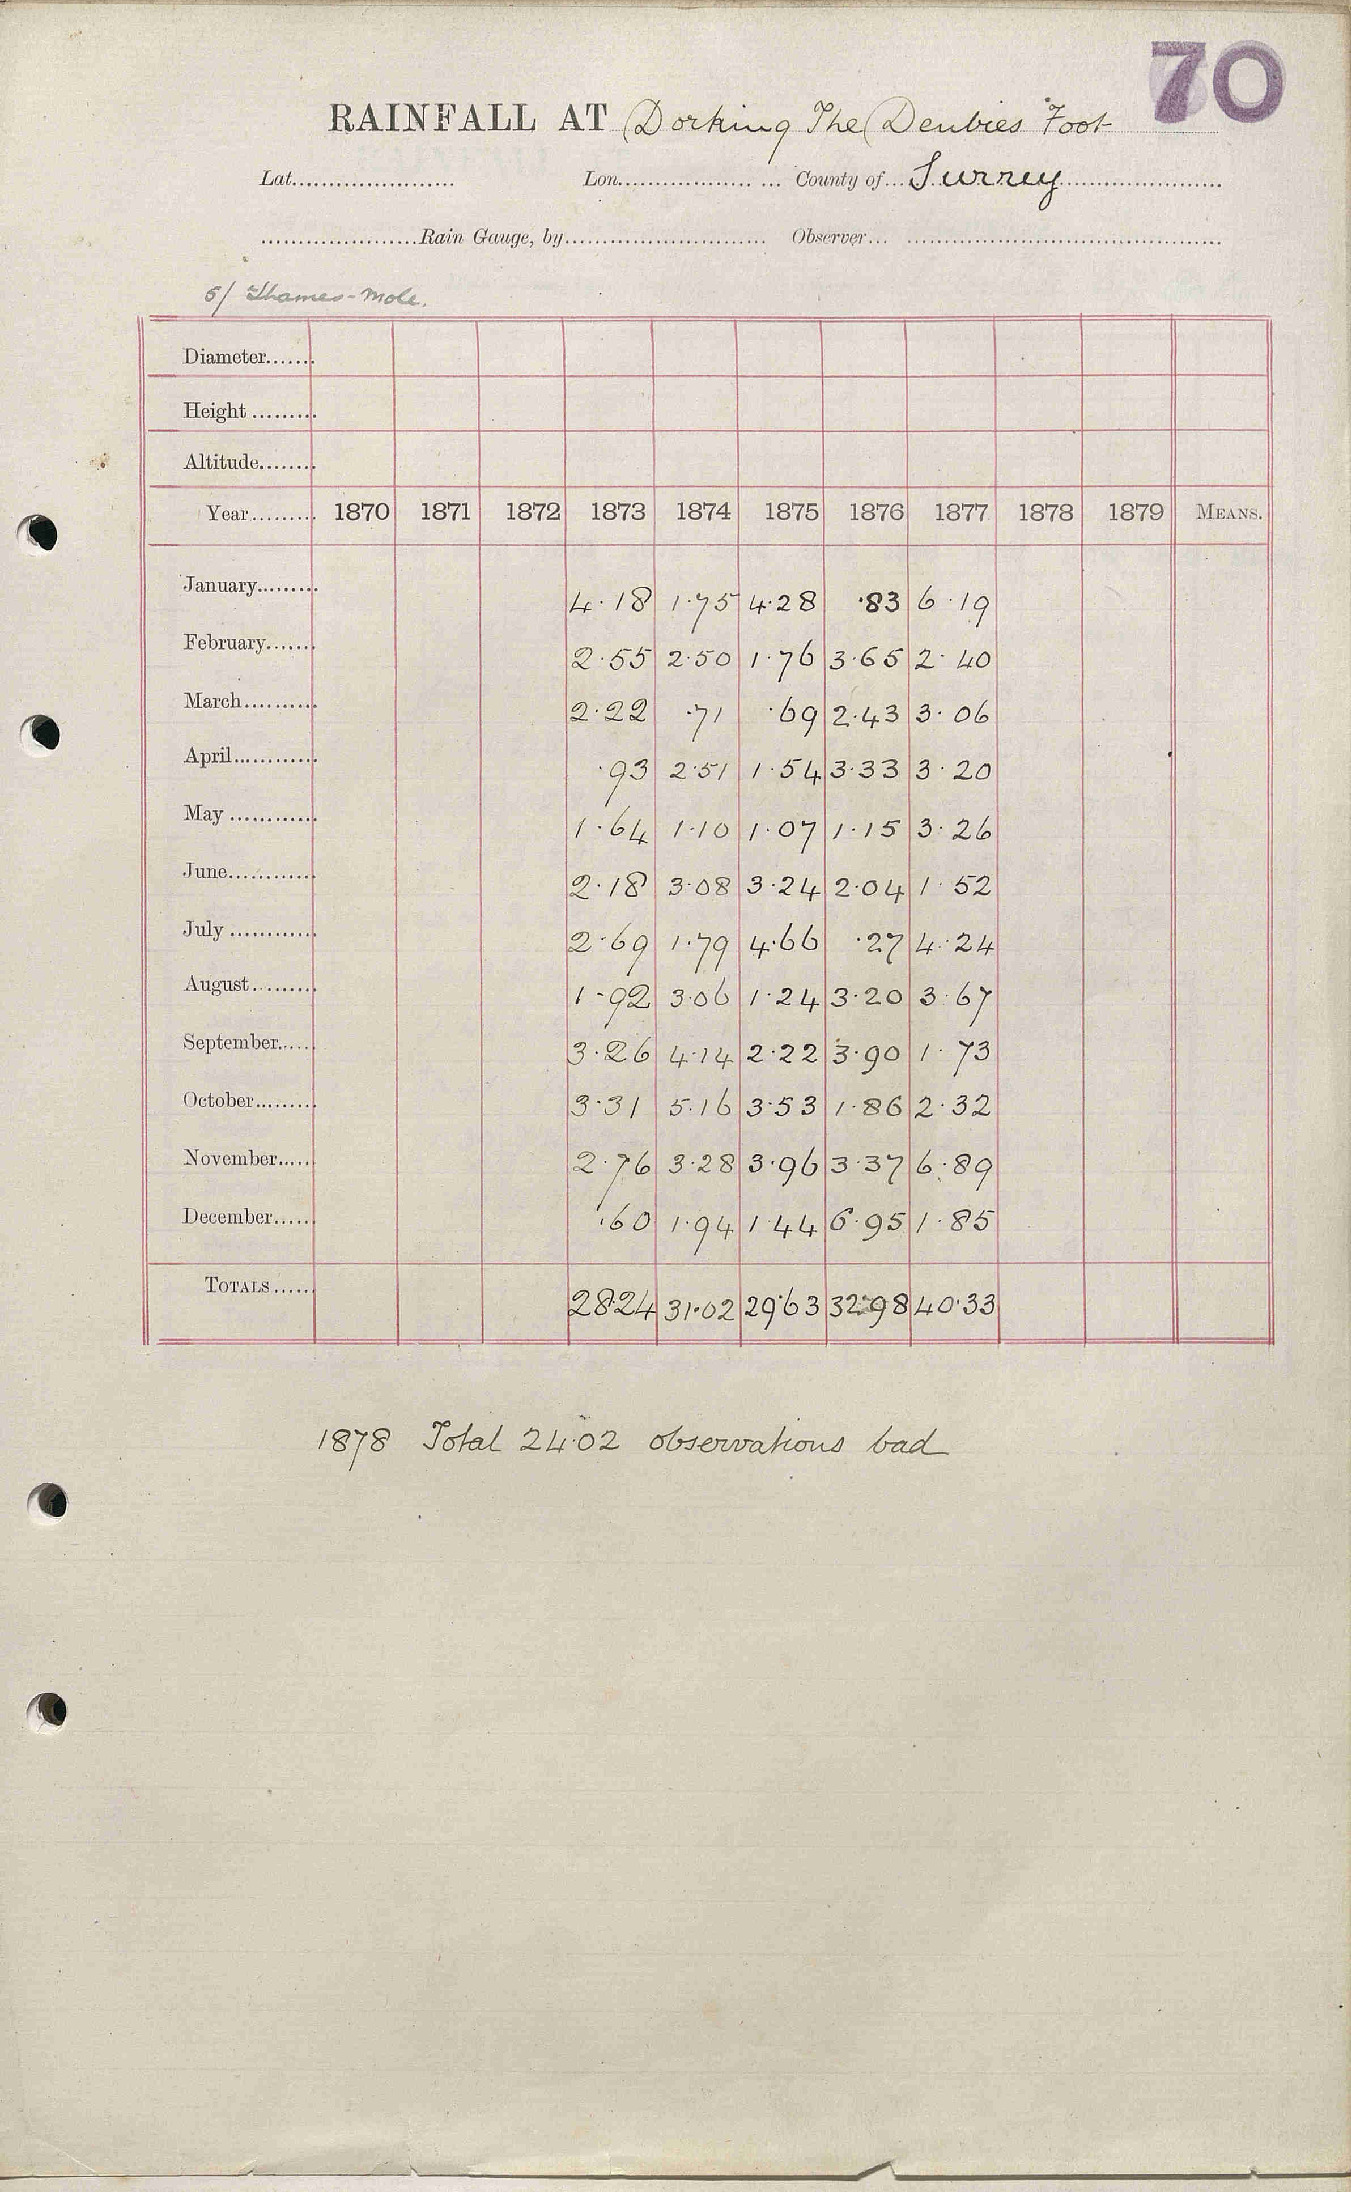 70
RAINFALL AT Dorking The Denbies Foot
Lat...................... Lon..................... County of... Surrey
.....................Rain Gauge, by........................... Observer...
5/ Thames-Mole.
Diameter.......
Height .........
Altitude........
Year......... 1870 1871 1872 1873 1874 1875 1876 1877 1878 1879 MEANS.
January......... 4.18 1.75 4.28 .83 6.19
February....... 2.55 2.50 1.76 3.65 2.40
March.......... 2.22 .71 .69 2.43 3.06
April............ .93 2.51 1.54 3.33 3.20
May ............ 1.64 1.10 1.07 1.15 3.26
June............ 2.18 3.08 3.24 2.04 1.52
July ............ 2.69 1.79 4.66 .27 4.24
August......... 1.92 3.06 1.24 3.20 3.67
September...... 3.26 4.14 2.22 3.90 1.73
October......... 3.31 5.16 3.53 1.86 2.32
November...... 2.76 3.28 3.96 3.37 6.89
December...... .60 1.94 1.44 6.95 1.85
TOTALS...... 28.24 31.02 29.63 32.98 40.33
1878 Total 24.02 observations bad